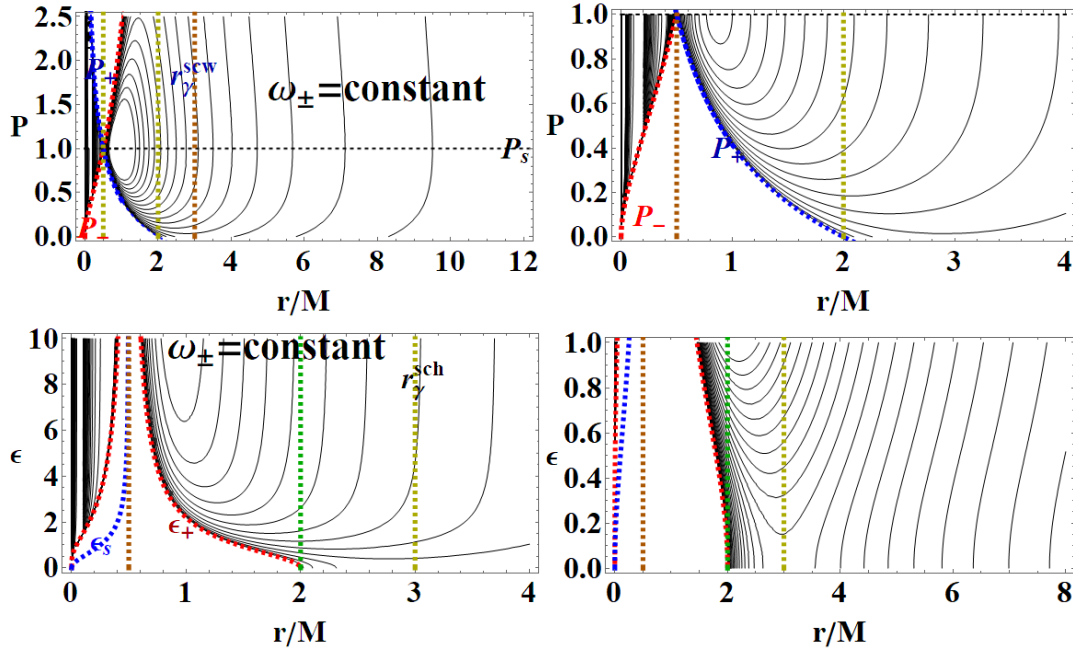 2.5
2.0
1.5
1.0
0.5
0.0
P
P₊
P₋
r_γ^scw
ω±=constant
P_s
0 2 4 6 8 10 12
r/M
1.0
0.8
0.6
0.4
0.2
0.0
P
P₋
P₊
0 1 2 3 4
r/M
10
8
6
4
2
0
ϵ
ω±=constant
r_γ^sch
ϵ_s
ϵ₊
0 1 2 3 4
r/M
1.0
0.8
0.6
0.4
0.2
0.0
ϵ
0 2 4 6 8
r/M